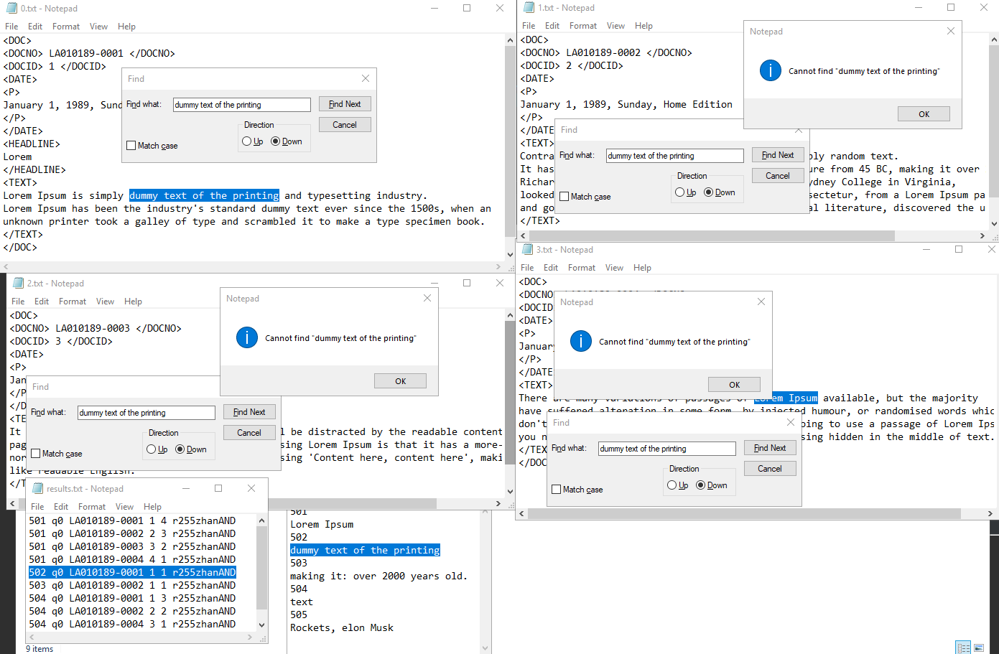 0.txt - Notepad
File Edit Format View Help
<DOC>
<DOCNO> LA010189-0001 </DOCNO>
<DOCID> 1 </DOCID>
<DATE>
<P>
January 1, 1989, Sund
</P>
</DATE>
<HEADLINE>
Lorem
</HEADLINE>
<TEXT>
Lorem Ipsum is simply dummy text of the printing and typesetting industry.
Lorem Ipsum has been the industry's standard dummy text ever since the 1500s, when an
unknown printer took a galley of type and scrambled it to make a type specimen book.
</TEXT>
</DOC>
Find
Find what: dummy text of the printing Find Next
Direction Cancel
Up Down
Match case
1.txt - Notepad
File Edit Format View Help
<DOC>
<DOCNO> LA010189-0002 </DOCNO>
<DOCID> 2 </DOCID>
<DATE>
<P>
January 1, 1989, Sunday, Home Edition
</P>
</DATE
<TEXT>
Contra ply random text.
It has ure from 45 BC, making it over
Richar ydney College in Virginia,
looked sectetur, from a Lorem Ipsum pa
and go al literature, discovered the u
</TEXT>
Notepad
Cannot find "dummy text of the printing"
OK
Find
Find what: dummy text of the printing Find Next
Direction Cancel
Up Down
Match case
2.txt - Notepad
File Edit Format View Help
<DOC>
<DOCNO> LA010189-0003 </DOCNO>
<DOCID> 3 </DOCID>
<DATE>
<P>
Jan
</P
</D
<TE
It l be distracted by the readable content
pag sing Lorem Ipsum is that it has a more-
nor sing 'Content here, content here', maki
like readable English.
</T
Notepad
Cannot find "dummy text of the printing"
OK
Find
Find what: dummy text of the printing Find Next
Direction Cancel
Up Down
Match case
3.txt - Notepad
File Edit Format View Help
<DOC>
<DOCNO
<DOCID
<DATE>
<P>
Januar
</P>
</DATE
<TEXT>
There are many variations of passages of Lorem Ipsum available, but the majority
have suffered alteration in some form, by injected humour, or randomised words whic
don't oing to use a passage of Lorem Ips
you n sing hidden in the middle of text.
</TEX
</DOC
Notepad
Cannot find "dummy text of the printing"
OK
Find
Find what: dummy text of the printing Find Next
Direction Cancel
Up Down
Match case
results.txt - Notepad
File Edit Format View Help
501 q0 LA010189-0001 1 4 r255zhanAND
501 q0 LA010189-0002 2 3 r255zhanAND
501 q0 LA010189-0003 3 2 r255zhanAND
501 q0 LA010189-0004 4 1 r255zhanAND
502 q0 LA010189-0001 1 1 r255zhanAND
503 q0 LA010189-0002 1 1 r255zhanAND
504 q0 LA010189-0001 1 3 r255zhanAND
504 q0 LA010189-0002 2 2 r255zhanAND
504 q0 LA010189-0004 3 1 r255zhanAND
9 items
501
Lorem Ipsum
502
dummy text of the printing
503
making it: over 2000 years old.
504
text
505
Rockets, elon Musk